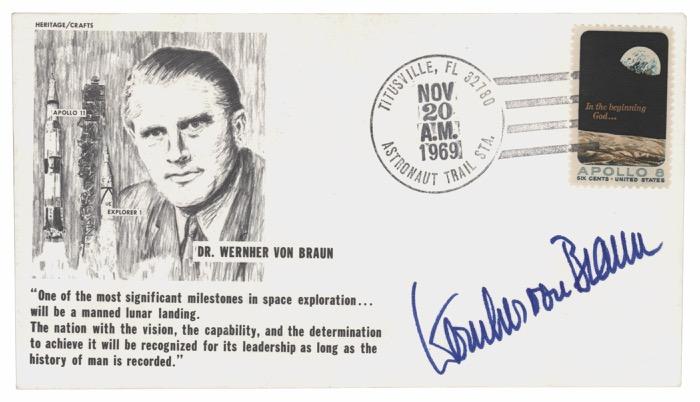 HERITAGE/CRAFTS
APOLLO 11
EXPLORER 1
DR. WERNHER VON BRAUN
"One of the most significant milestones in space exploration...
will be a manned lunar landing.
The nation with the vision, the capability, and the determination
to achieve it will be recognized for its leadership as long as the
history of man is recorded."
TITUSVILLE, FL 32780
NOV
20
A.M.
1969
ASTRONAUT TRAIL STA.
In the beginning
God...
APOLLO 8
SIX CENTS · UNITED STATES
Wernher von Braun